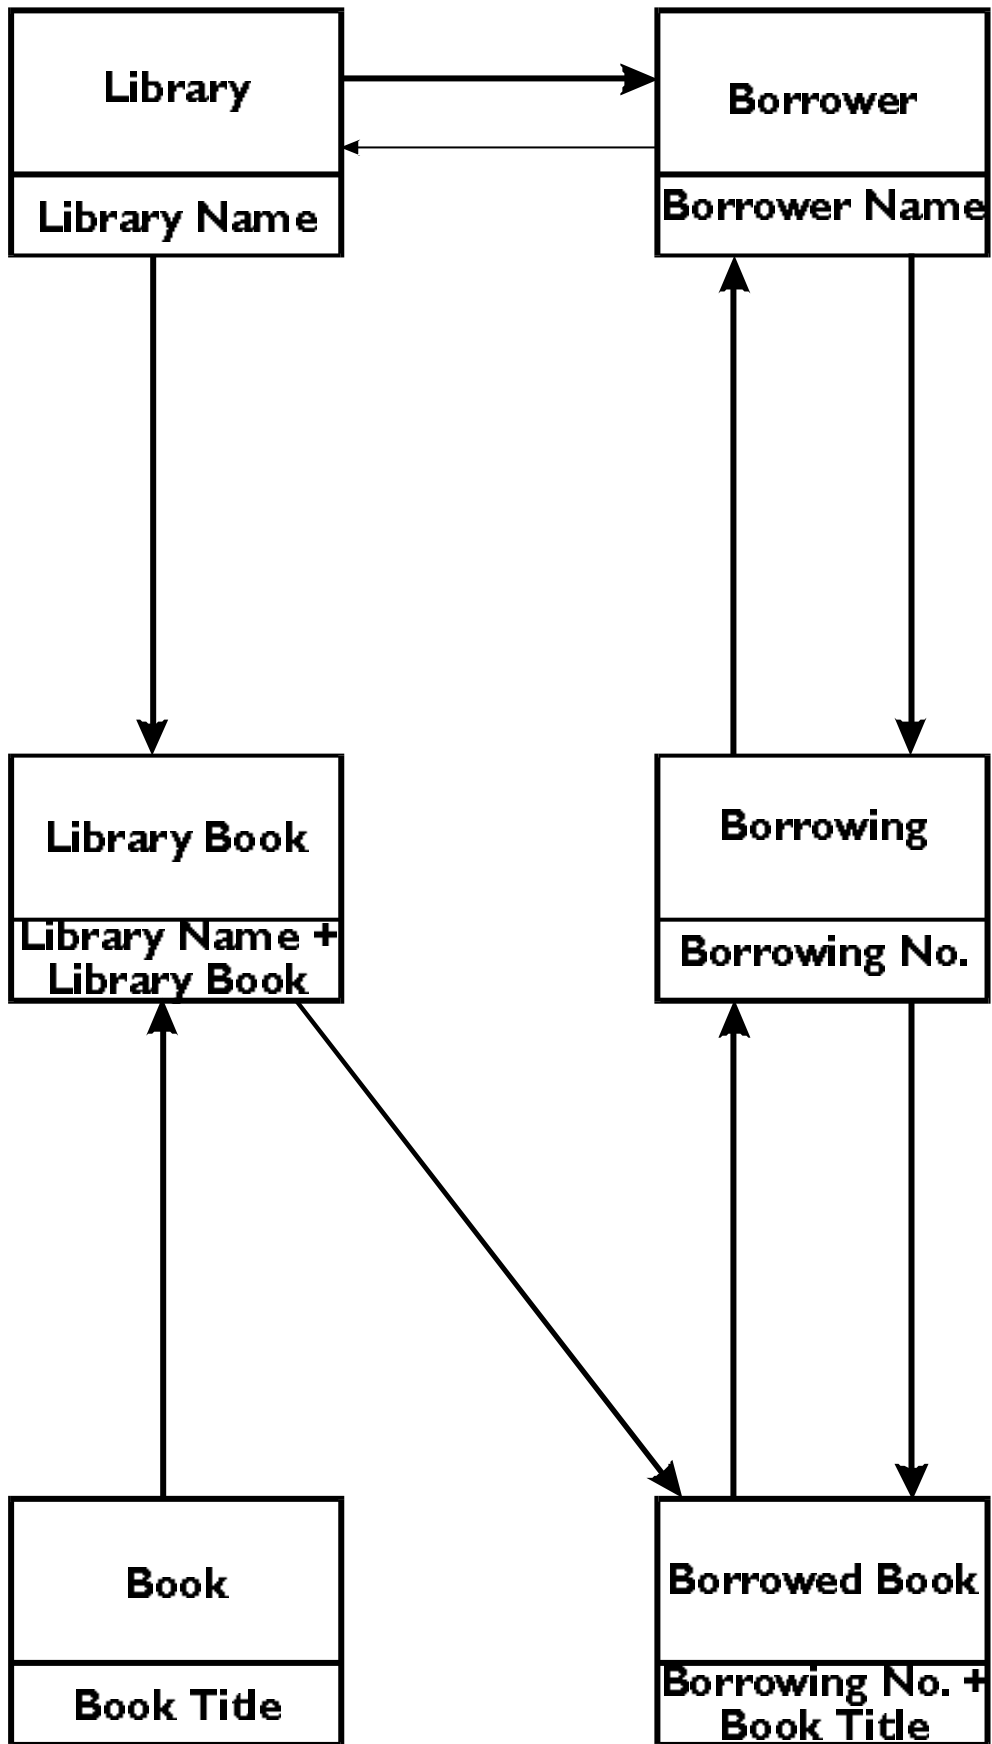 Library
Library Name
Borrower
Borrower Name
Library Book
Library Name +
Library Book
Borrowing
Borrowing No.
Book
Book Title
Borrowed Book
Borrowing No. +
Book Title